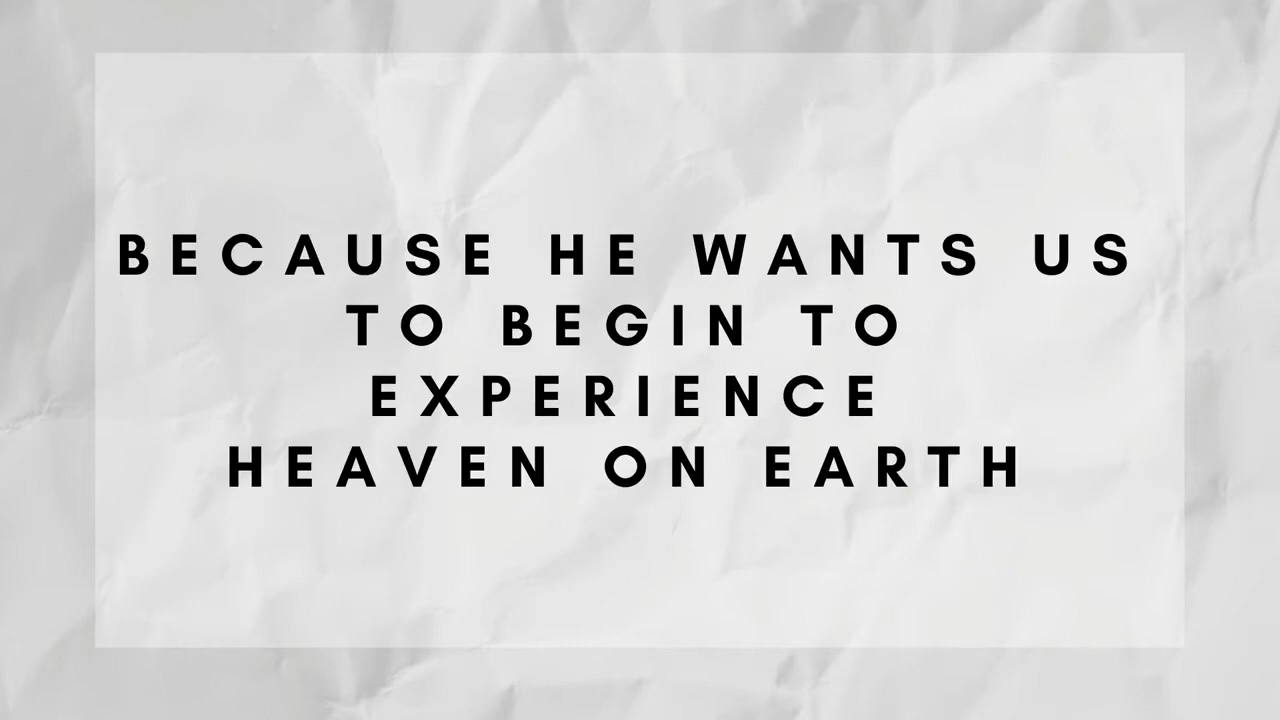 BECAUSE HE WANTS US
TO BEGIN TO
EXPERIENCE
HEAVEN ON EARTH